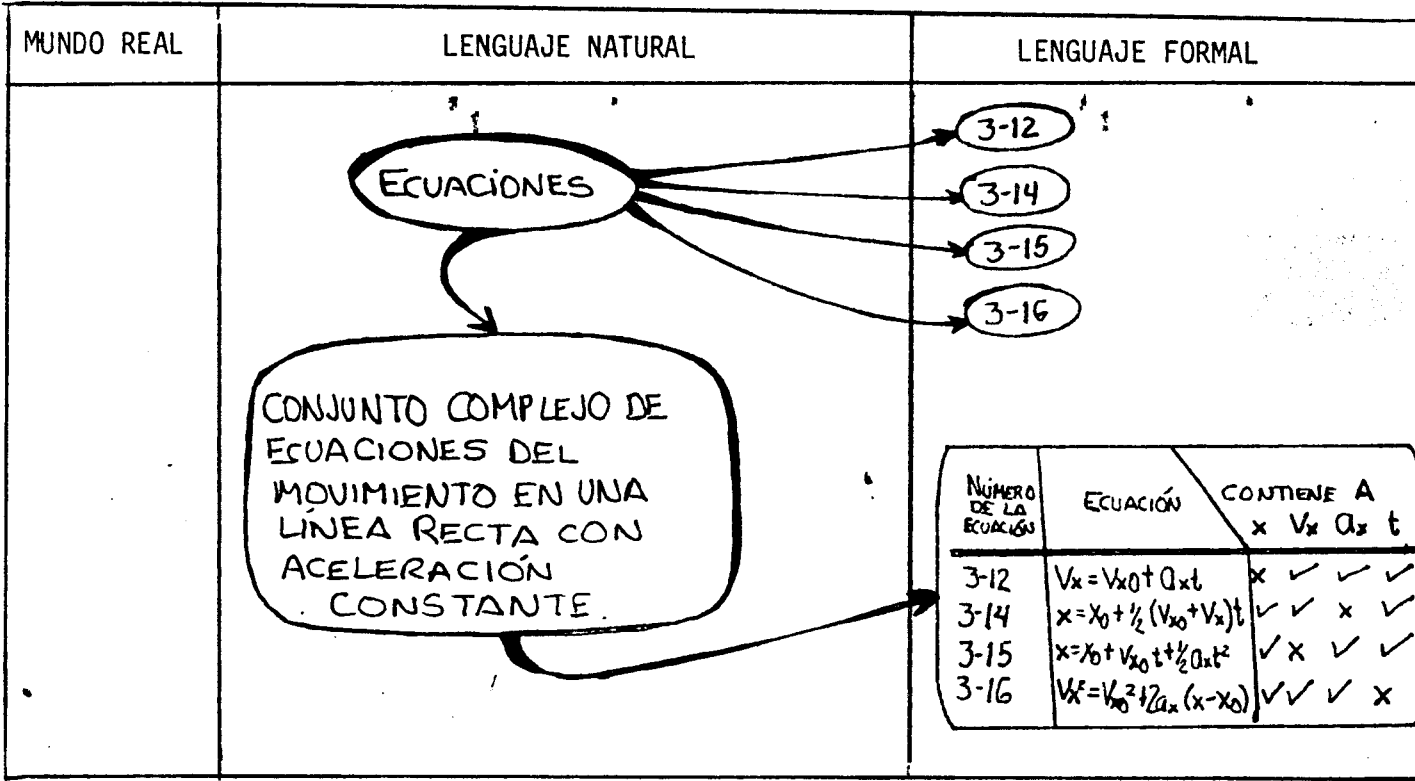 MUNDO REAL
LENGUAJE NATURAL
LENGUAJE FORMAL
ECUACIONES
3-12
3-14
3-15
3-16
CONJUNTO COMPLEJO DE
ECUACIONES DEL
MOVIMIENTO EN UNA
LÍNEA RECTA CON
ACELERACIÓN
CONSTANTE.
NÚMERO
DE LA
ECUACIÓN
ECUACIÓN
CONTIENE A
x Vx ax t
3-12 Vx = Vx0 + axt x ✓ ✓ ✓
3-14 x = x0 + 1/2 (Vx0 + Vx)t ✓ ✓ x ✓
3-15 x = x0 + Vx0 t + 1/2 axt² ✓ x ✓ ✓
3-16 Vx² = Vx0² + 2ax (x-x0) ✓ ✓ ✓ x